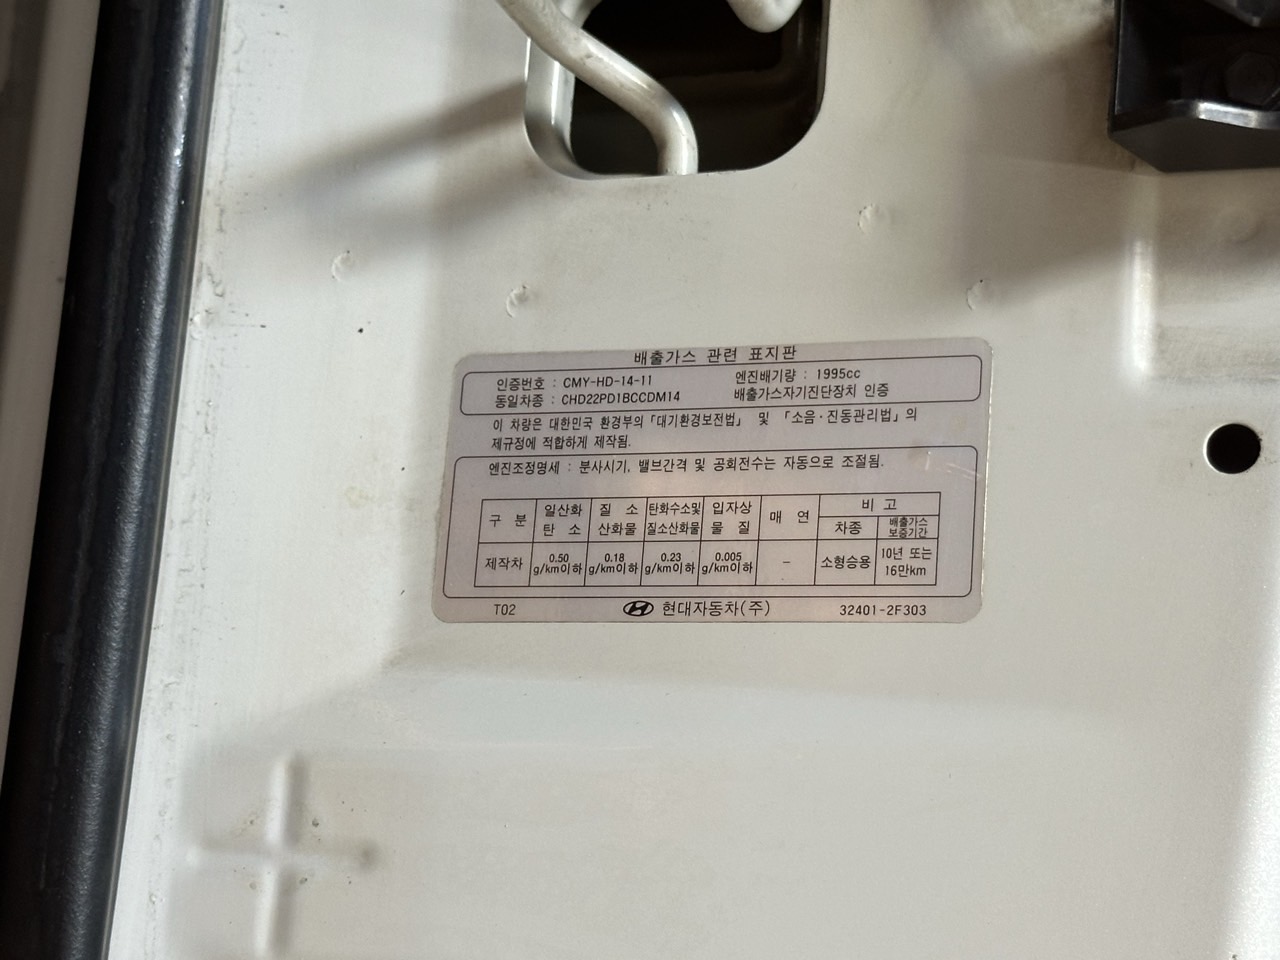 배출가스 관련 표지판
인증번호 : CMY-HD-14-11 엔진배기량 : 1995cc
동일차종 : CHD22PD1BCCDM14 배출가스자기진단장치 인증
이 차량은 대한민국 환경부의 「대기환경보전법」 및 「소음·진동관리법」의
제규정에 적합하게 제작됨.
엔진조정명세 : 분사시기, 밸브간격 및 공회전수는 자동으로 조절됨.
구 분 일산화 탄 소 질 소 산화물 탄화수소및 질소산화물 입자상 물 질 매 연 비 고
차종 배출가스 보증기간
제작차 0.50 g/km이하 0.18 g/km이하 0.23 g/km이하 0.005 g/km이하 - 소형승용 10년 또는 16만km
T02 현대자동차(주) 32401-2F303